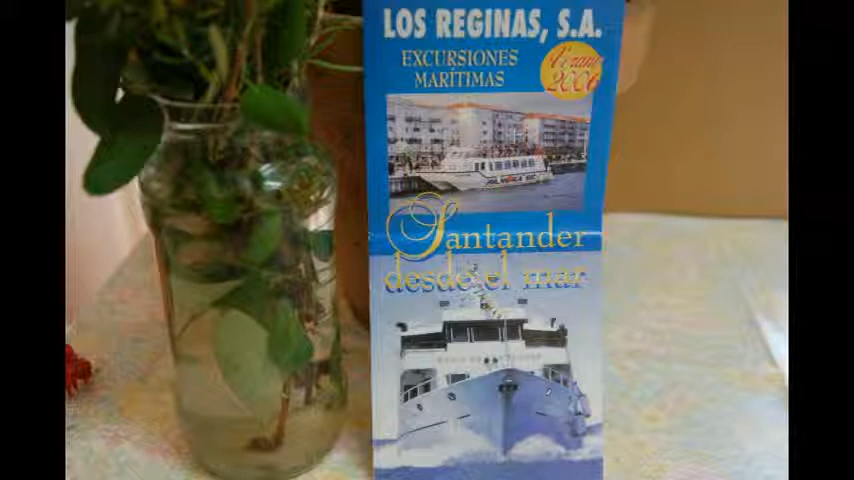 LOS REGINAS, S.A.
EXCURSIONES
MARÍTIMAS
Verano
2006
Santander
desde el mar